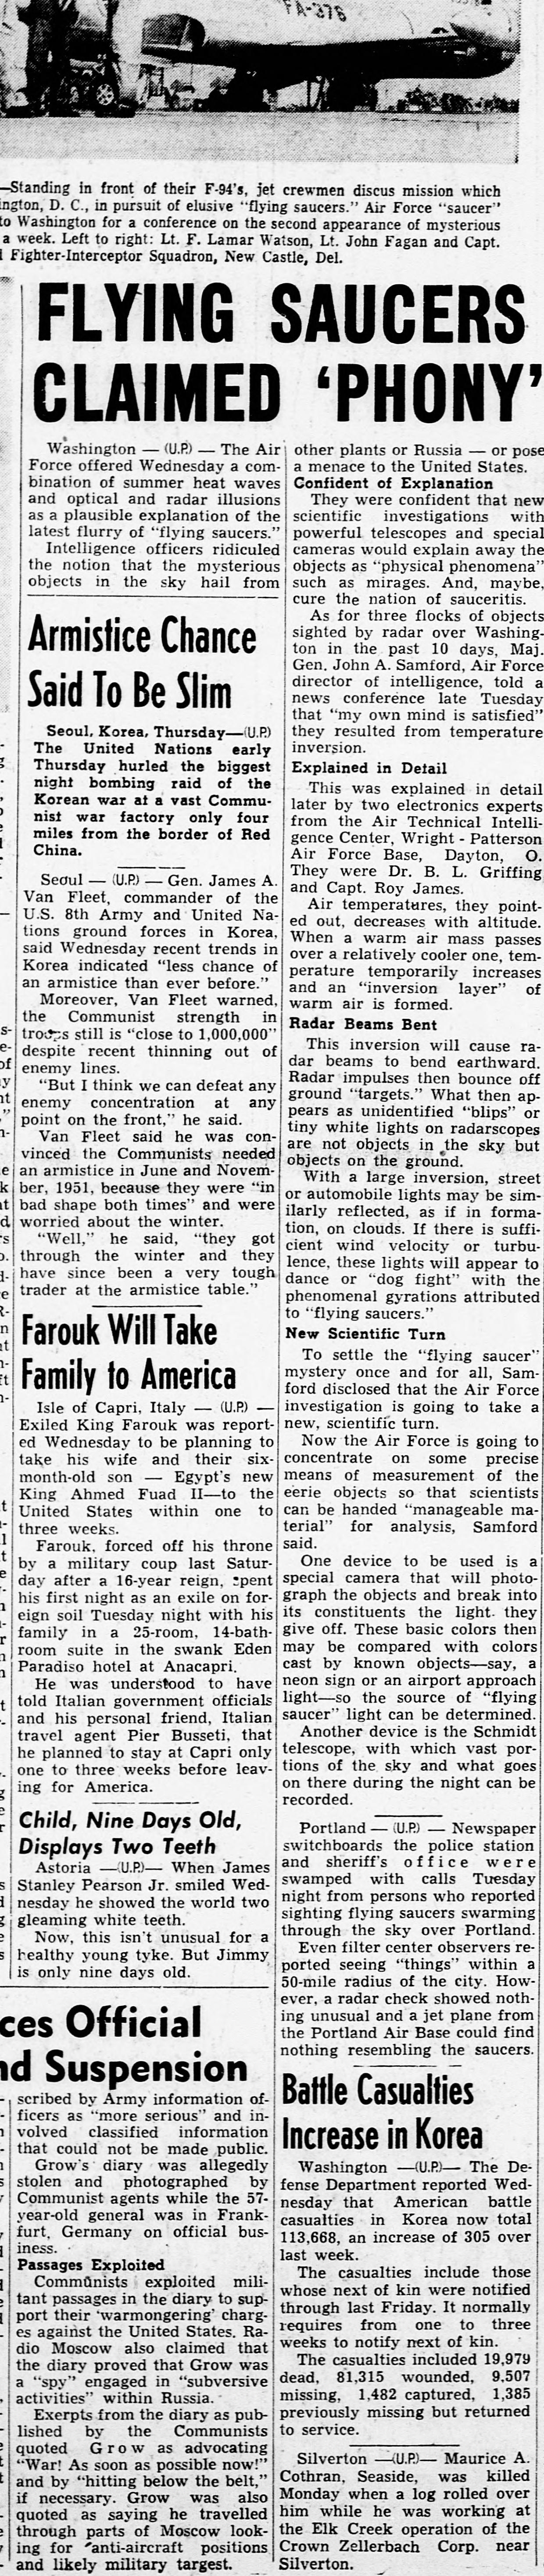 FA-376
—Standing in front of their F-94's, jet crewmen discus mission which
ington, D. C., in pursuit of elusive "flying saucers." Air Force "saucer"
to Washington for a conference on the second appearance of mysterious
a week. Left to right: Lt. F. Lamar Watson, Lt. John Fagan and Capt.
Fighter-Interceptor Squadron, New Castle, Del.
FLYING SAUCERS
CLAIMED 'PHONY'
Washington — (U.P.) — The Air
Force offered Wednesday a com-
bination of summer heat waves
and optical and radar illusions
as a plausible explanation of the
latest flurry of "flying saucers."
Intelligence officers ridiculed
the notion that the mysterious
objects in the sky hail from
other plants or Russia — or pose
a menace to the United States.
Confident of Explanation
They were confident that new
scientific investigations with
powerful telescopes and special
cameras would explain away the
objects as "physical phenomena"
such as mirages. And, maybe,
cure the nation of sauceritis.
As for three flocks of objects
sighted by radar over Washing-
ton in the past 10 days, Maj.
Gen. John A. Samford, Air Force
director of intelligence, told a
news conference late Tuesday
that "my own mind is satisfied"
they resulted from temperature
inversion.
Explained in Detail
This was explained in detail
later by two electronics experts
from the Air Technical Intelli-
gence Center, Wright - Patterson
Air Force Base, Dayton, O.
They were Dr. B. L. Griffing
and Capt. Roy James.
Air temperatures, they point-
ed out, decreases with altitude.
When a warm air mass passes
over a relatively cooler one, tem-
perature temporarily increases
and an "inversion layer" of
warm air is formed.
Radar Beams Bent
This inversion will cause ra-
dar beams to bend earthward.
Radar impulses then bounce off
ground "targets." What then ap-
pears as unidentified "blips" or
tiny white lights on radarscopes
are not objects in the sky but
objects on the ground.
With a large inversion, street
or automobile lights may be sim-
ilarly reflected, as if in forma-
tion, on clouds. If there is suffi-
cient wind velocity or turbu-
lence, these lights will appear to
dance or "dog fight" with the
phenomenal gyrations attributed
to "flying saucers."
New Scientific Turn
To settle the "flying saucer"
mystery once and for all, Sam-
ford disclosed that the Air Force
investigation is going to take a
new, scientific turn.
Now the Air Force is going to
concentrate on some precise
means of measurement of the
eerie objects so that scientists
can be handed "manageable ma-
terial" for analysis, Samford
said.
One device to be used is a
special camera that will photo-
graph the objects and break into
its constituents the light they
give off. These basic colors then
may be compared with colors
cast by known objects—say, a
neon sign or an airport approach
light—so the source of "flying
saucer" light can be determined.
Another device is the Schmidt
telescope, with which vast por-
tions of the sky and what goes
on there during the night can be
recorded.
Portland — (U.P.) — Newspaper
switchboards the police station
and sheriff's office were
swamped with calls Tuesday
night from persons who reported
sighting flying saucers swarming
through the sky over Portland.
Even filter center observers re-
ported seeing "things" within a
50-mile radius of the city. How-
ever, a radar check showed noth-
ing unusual and a jet plane from
the Portland Air Base could find
nothing resembling the saucers.
Armistice Chance
Said To Be Slim
Seoul, Korea, Thursday—(U.P.)
The United Nations early
Thursday hurled the biggest
night bombing raid of the
Korean war at a vast Commu-
nist war factory only four
miles from the border of Red
China.
Seoul — (U.P.) — Gen. James A.
Van Fleet, commander of the
U.S. 8th Army and United Na-
tions ground forces in Korea,
said Wednesday recent trends in
Korea indicated "less chance of
an armistice than ever before."
Moreover, Van Fleet warned,
the Communist strength in
troops still is "close to 1,000,000"
despite recent thinning out of
enemy lines.
"But I think we can defeat any
enemy concentration at any
point on the front," he said.
Van Fleet said he was con-
vinced the Communists needed
an armistice in June and Novem-
ber, 1951, because they were "in
bad shape both times" and were
worried about the winter.
"Well," he said, "they got
through the winter and they
have since been a very tough
trader at the armistice table."
Farouk Will Take
Family to America
Isle of Capri, Italy — (U.P.) —
Exiled King Farouk was report-
ed Wednesday to be planning to
take his wife and their six-
month-old son — Egypt's new
King Ahmed Fuad II—to the
United States within one to
three weeks.
Farouk, forced off his throne
by a military coup last Satur-
day after a 16-year reign, spent
his first night as an exile on for-
eign soil Tuesday night with his
family in a 25-room, 14-bath-
room suite in the swank Eden
Paradiso hotel at Anacapri.
He was understood to have
told Italian government officials
and his personal friend, Italian
travel agent Pier Busseti, that
he planned to stay at Capri only
one to three weeks before leav-
ing for America.
Child, Nine Days Old,
Displays Two Teeth
Astoria —(U.P.)— When James
Stanley Pearson Jr. smiled Wed-
nesday he showed the world two
gleaming white teeth.
Now, this isn't unusual for a
healthy young tyke. But Jimmy
is only nine days old.
ces Official
nd Suspension
scribed by Army information of-
ficers as "more serious" and in-
volved classified information
that could not be made public.
Grow's diary was allegedly
stolen and photographed by
Communist agents while the 57-
year-old general was in Frank-
furt, Germany on official bus-
iness.
Passages Exploited
Communists exploited mili-
tant passages in the diary to sup-
port their 'warmongering' charg-
es against the United States. Ra-
dio Moscow also claimed that
the diary proved that Grow was
a "spy" engaged in "subversive
activities" within Russia.
Exerpts from the diary as pub-
lished by the Communists
quoted Grow as advocating
"War! As soon as possible now!"
and by "hitting below the belt,"
if necessary. Grow was also
quoted as saying he travelled
through parts of Moscow look-
ing for "anti-aircraft positions
and likely military targest.
Battle Casualties
Increase in Korea
Washington —(U.P.)— The De-
fense Department reported Wed-
nesday that American battle
casualties in Korea now total
113,668, an increase of 305 over
last week.
The casualties include those
whose next of kin were notified
through last Friday. It normally
requires from one to three
weeks to notify next of kin.
The casualties included 19,979
dead, 81,315 wounded, 9,507
missing, 1,482 captured, 1,385
previously missing but returned
to service.
Silverton —(U.P.)— Maurice A.
Cothran, Seaside, was killed
Monday when a log rolled over
him while he was working at
the Elk Creek operation of the
Crown Zellerbach Corp. near
Silverton.